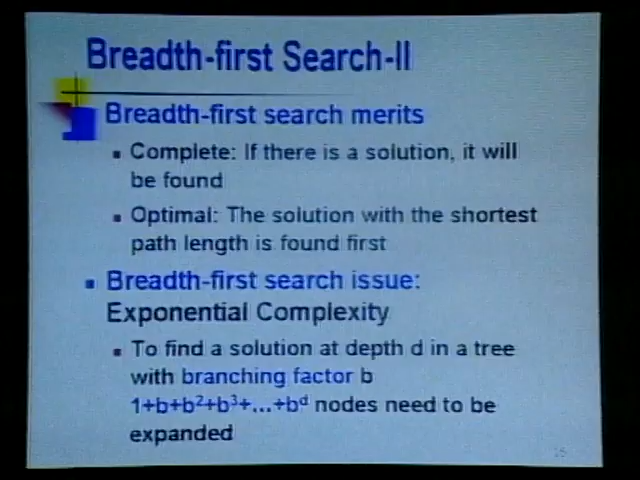 Breadth-first Search-II
Breadth-first search merits
Complete: If there is a solution, it will
be found
Optimal: The solution with the shortest
path length is found first
Breadth-first search issue:
Exponential Complexity
To find a solution at depth d in a tree
with branching factor b
1+b+b²+b³+...+bᵈ nodes need to be
expanded